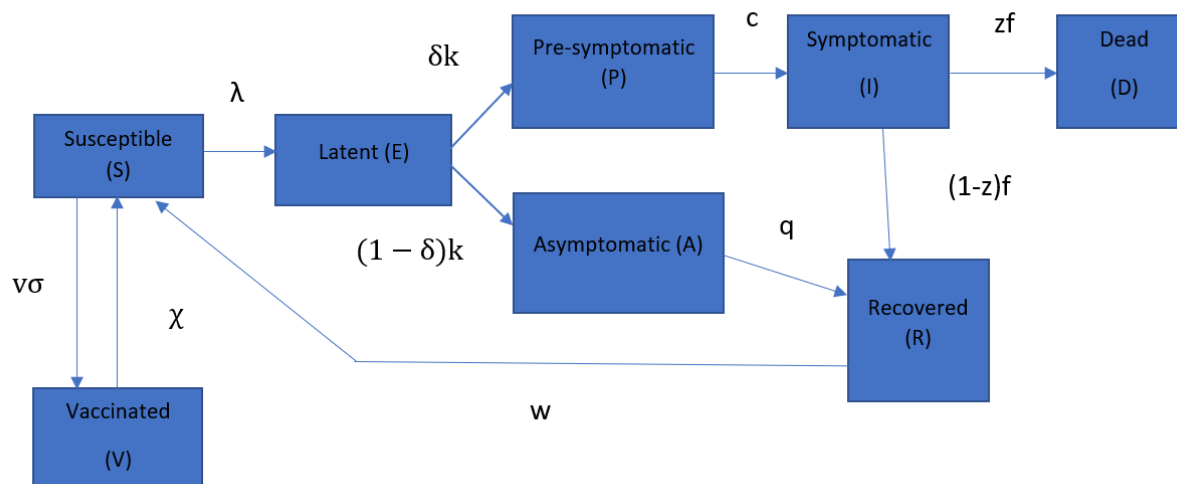 c
zf
δk
Pre-symptomatic
(P)
Symptomatic
(I)
Dead
(D)
λ
Susceptible
(S)
Latent (E)
(1-z)f
(1 − δ)k
Asymptomatic (A)
q
vσ
χ
Recovered
(R)
w
Vaccinated
(V)